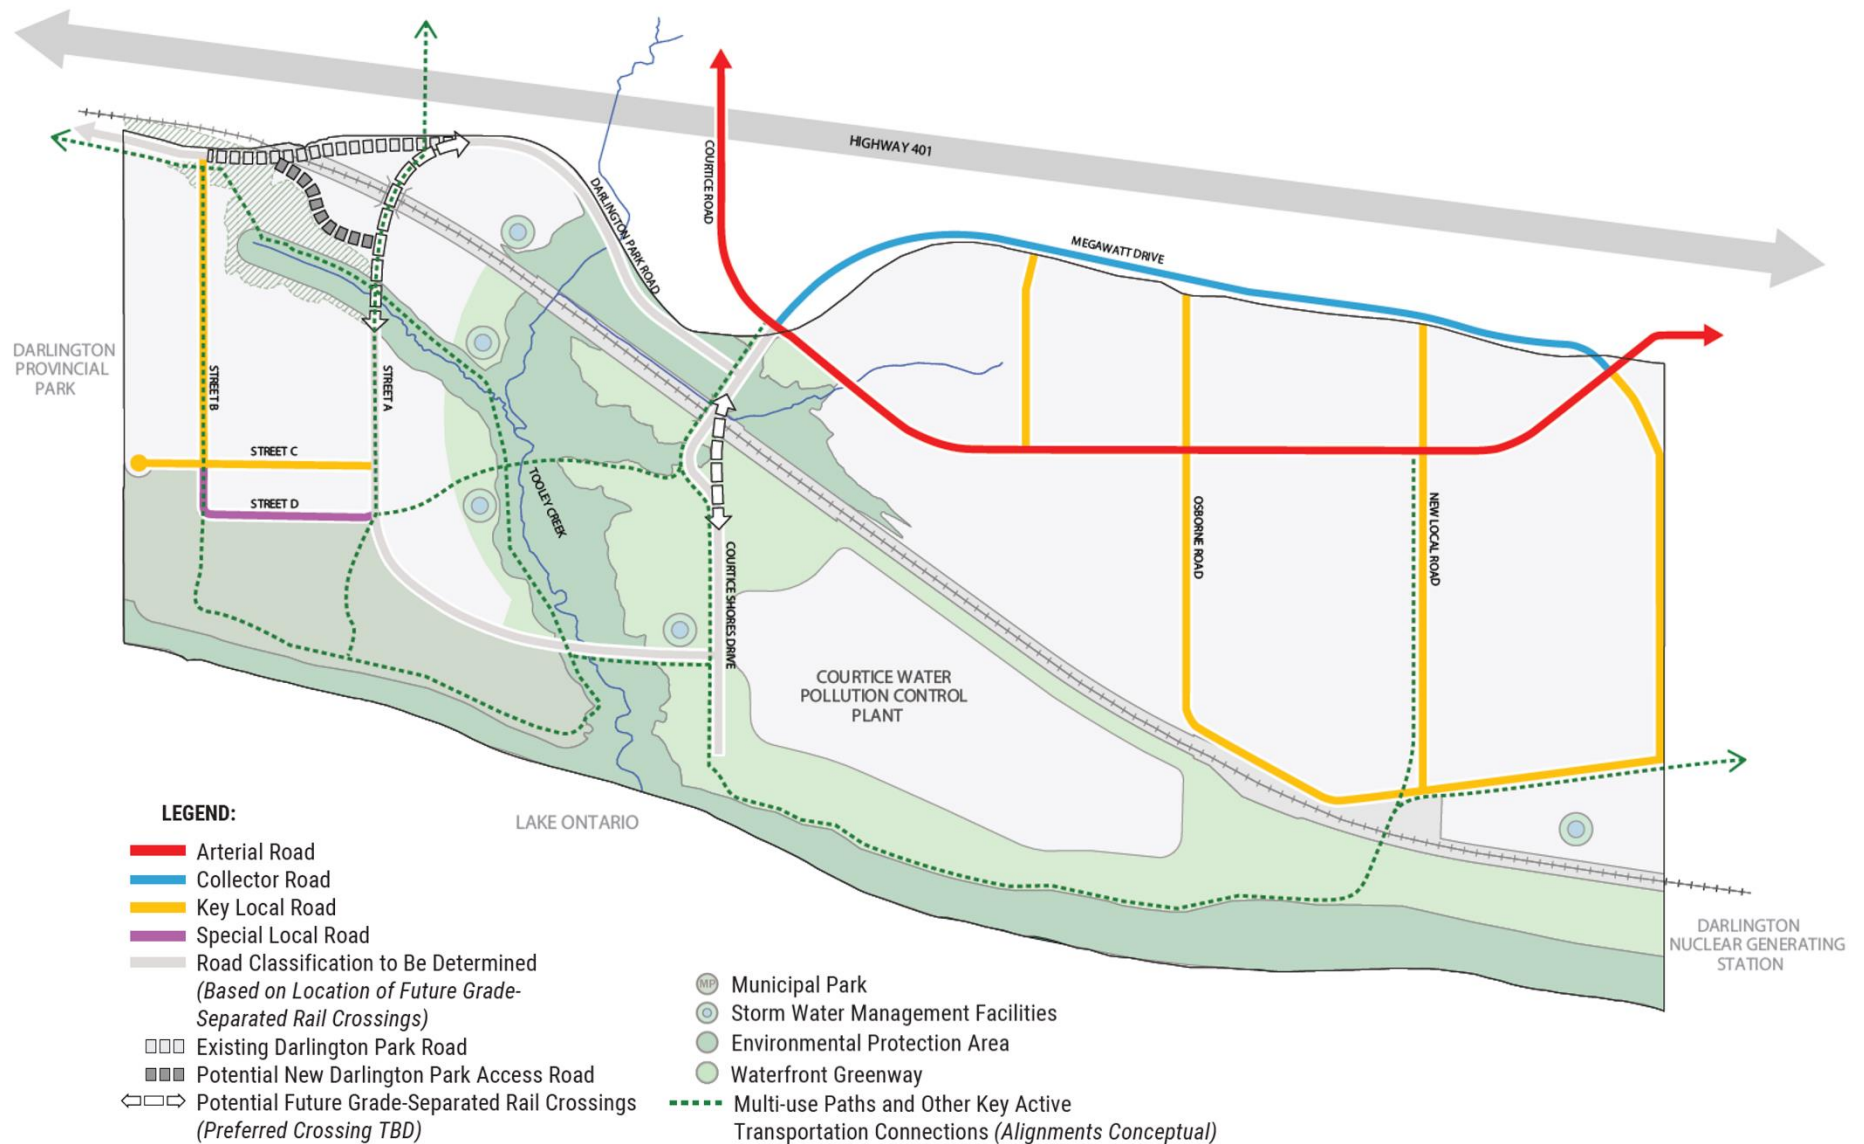 HIGHWAY 401
COURTICE ROAD
DARLINGTON PARK ROAD
MEGAWATT DRIVE
DARLINGTON
PROVINCIAL
PARK
STREET B
STREET A
STREET C
STREET D
TOOLEY CREEK
COURTICE SHORES DRIVE
OSBORNE ROAD
NEW LOCAL ROAD
COURTICE WATER
POLLUTION CONTROL
PLANT
LAKE ONTARIO
DARLINGTON
NUCLEAR GENERATING
STATION
LEGEND:
Arterial Road
Collector Road
Key Local Road
Special Local Road
Road Classification to Be Determined
(Based on Location of Future Grade-
Separated Rail Crossings)
Existing Darlington Park Road
Potential New Darlington Park Access Road
Potential Future Grade-Separated Rail Crossings
(Preferred Crossing TBD)
MP Municipal Park
Storm Water Management Facilities
Environmental Protection Area
Waterfront Greenway
Multi-use Paths and Other Key Active
Transportation Connections (Alignments Conceptual)